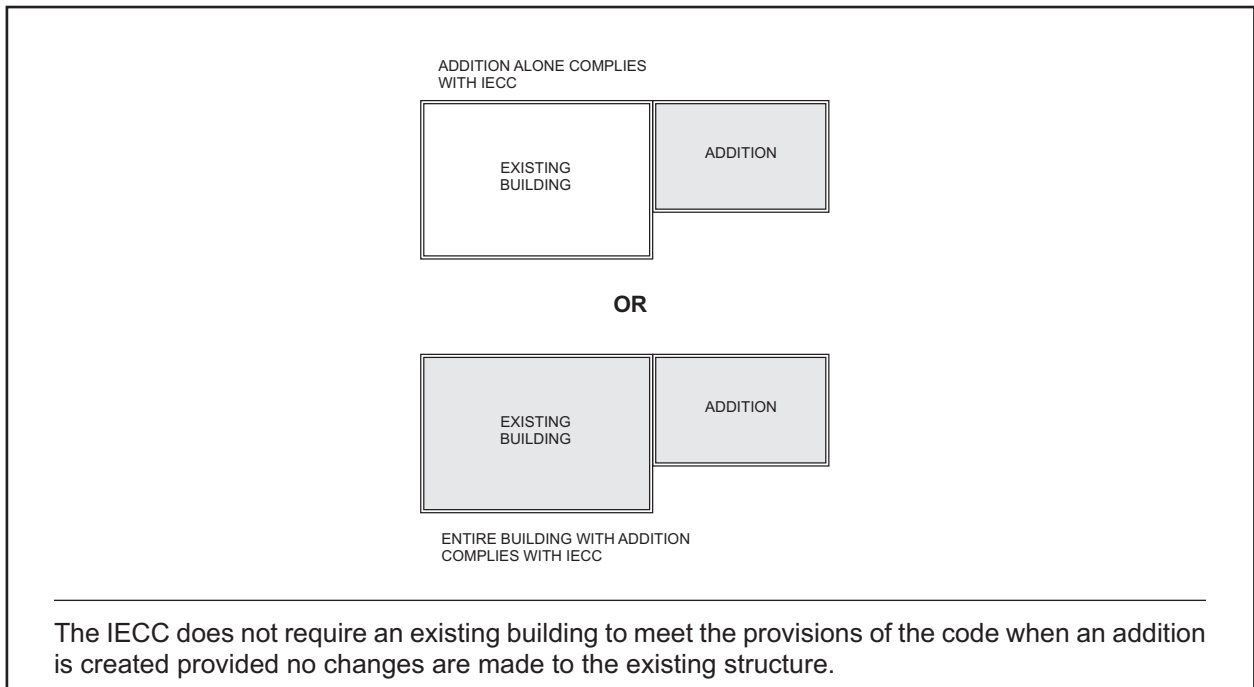 ADDITION ALONE COMPLIES
WITH IECC
EXISTING
BUILDING
ADDITION
OR
EXISTING
BUILDING
ADDITION
ENTIRE BUILDING WITH ADDITION
COMPLIES WITH IECC
The IECC does not require an existing building to meet the provisions of the code when an addition
is created provided no changes are made to the existing structure.